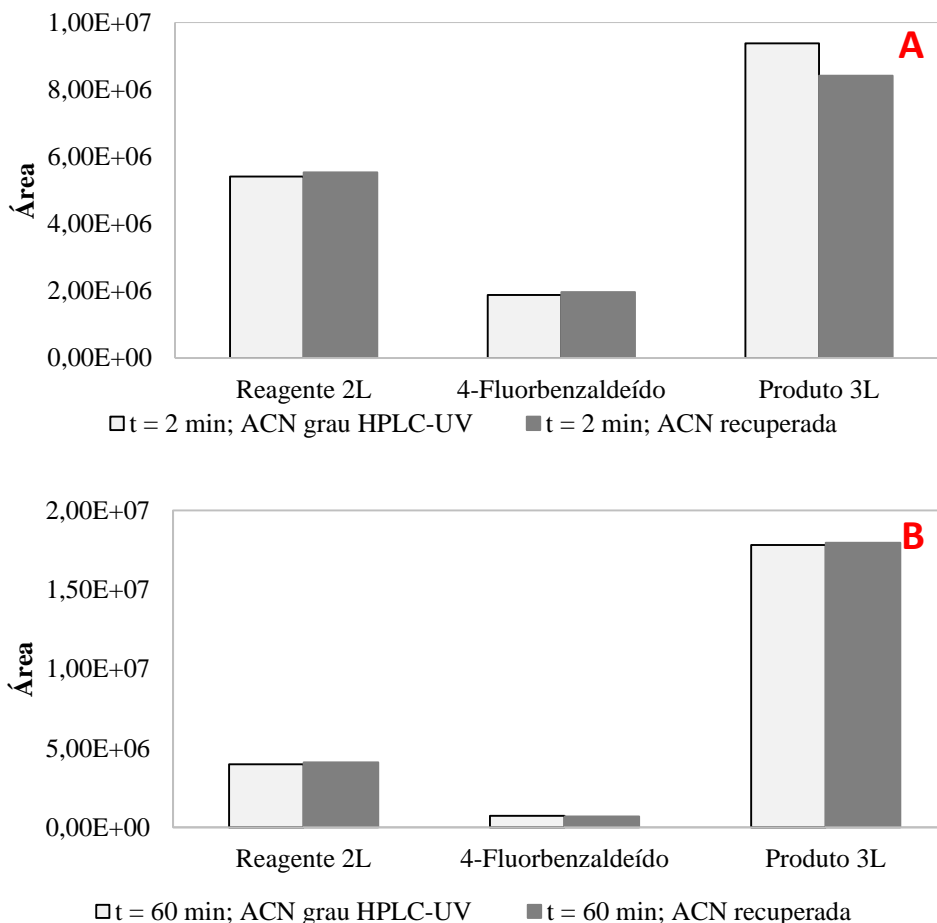 1,00E+07
A
8,00E+06
6,00E+06
Área
4,00E+06
2,00E+06
0,00E+00
Reagente 2L 4-Fluorbenzaldeído Produto 3L
t = 2 min; ACN grau HPLC-UV t = 2 min; ACN recuperada
2,00E+07
B
1,50E+07
Área
1,00E+07
5,00E+06
0,00E+00
Reagente 2L 4-Fluorbenzaldeído Produto 3L
t = 60 min; ACN grau HPLC-UV t = 60 min; ACN recuperada